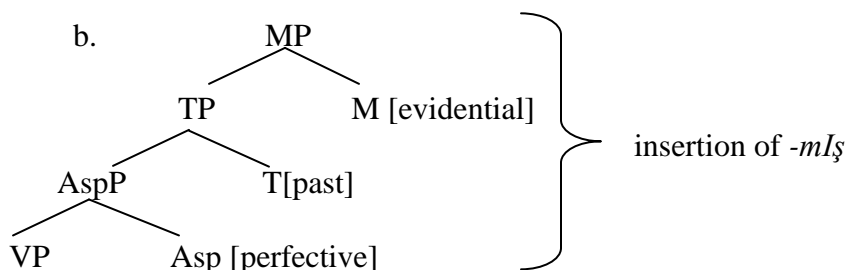 b. MP
TP M [evidential]
insertion of -mIş
AspP T[past]
VP Asp [perfective]